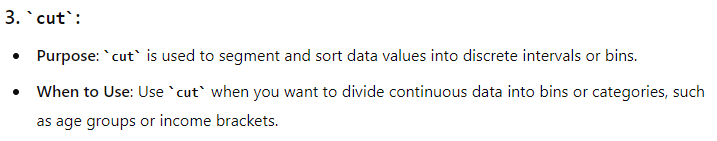 3. `cut`:
• Purpose: `cut` is used to segment and sort data values into discrete intervals or bins.
• When to Use: Use `cut` when you want to divide continuous data into bins or categories, such
as age groups or income brackets.